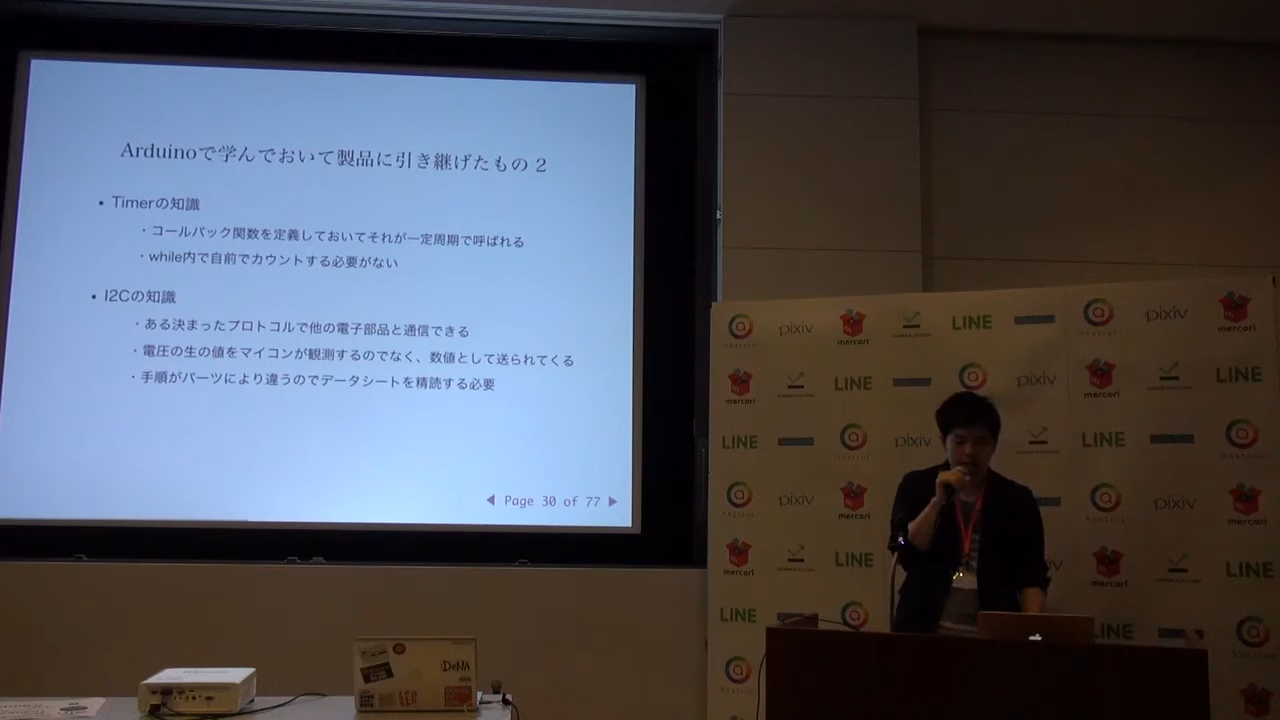 Arduinoで学んでおいて製品に引き継げたもの 2
• Timerの知識
・コールバック関数を定義しておいてそれが一定周期で呼ばれる
・while内で自前でカウントする必要がない
• I2Cの知識
・ある決まったプロトコルで他の電子部品と通信できる
・電圧の生の値をマイコンが観測するのでなく、数値として送られてくる
・手順がパーツにより違うのでデータシートを精読する必要
◀ Page 30 of 77 ▶
Akatsuki pixiv mercari LINE Akatsuki pixiv mercari
mercari LINE pixiv mercari LINE
LINE Akatsuki pixiv LINE Akatsuki
Akatsuki pixiv mercari Akatsuki pixiv mercari
mercari LINE mercari LINE
LINE LINE
DeNA